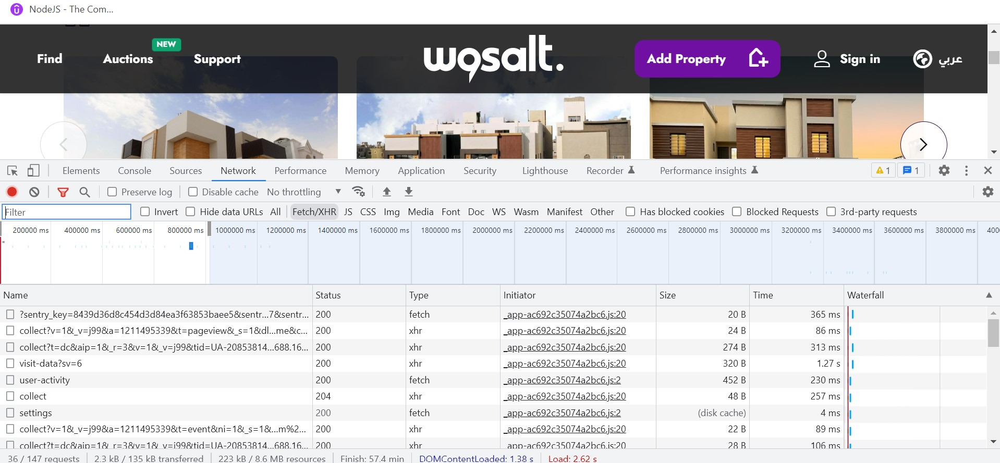 NodeJS - The Com...
NEW
Find Auctions Support wosalt. Add Property Sign in عربي
Elements Console Sources Network Performance Memory Application Security Lighthouse Recorder Performance insights 1 1
Preserve log Disable cache No throttling
Filter Invert Hide data URLs All Fetch/XHR JS CSS Img Media Font Doc WS Wasm Manifest Other Has blocked cookies Blocked Requests 3rd-party requests
200000 ms 400000 ms 600000 ms 800000 ms 1000000 ms 1200000 ms 1400000 ms 1600000 ms 1800000 ms 2000000 ms 2200000 ms 2400000 ms 2600000 ms 2800000 ms 3000000 ms 3200000 ms 3400000 ms 3600000 ms 3800000 ms 400
Name Status Type Initiator Size Time Waterfall
?sentry_key=8439d36d8c454d3d84ea3f63853baee5&sentr...7&sentr... 200 fetch _app-ac692c35074a2bc6.js:20 20 B 365 ms
collect?v=1&_v=j99&a=1211495339&t=pageview&_s=1&dl...me&c... 200 xhr _app-ac692c35074a2bc6.js:20 24 B 86 ms
collect?t=dc&aip=1&_r=3&v=1&_v=j99&tid=UA-20853814...688.16... 200 xhr _app-ac692c35074a2bc6.js:20 274 B 313 ms
visit-data?sv=6 200 xhr _app-ac692c35074a2bc6.js:20 320 B 1.27 s
user-activity 200 fetch _app-ac692c35074a2bc6.js:2 452 B 230 ms
collect 204 xhr _app-ac692c35074a2bc6.js:20 48 B 257 ms
settings 200 fetch _app-ac692c35074a2bc6.js:2 (disk cache) 4 ms
collect?v=1&_v=j99&a=1211495339&t=event&ni=1&_s=1&...m%2... 200 xhr _app-ac692c35074a2bc6.js:20 22 B 89 ms
collect?t=dc&aip=1&_r=3&v=1&_v=j99&tid=UA-20853814...688.16... 200 xhr _app-ac692c35074a2bc6.js:20 28 B 106 ms
36 / 147 requests 2.3 kB / 135 kB transferred 223 kB / 8.6 MB resources Finish: 57.4 min DOMContentLoaded: 1.38 s Load: 2.62 s